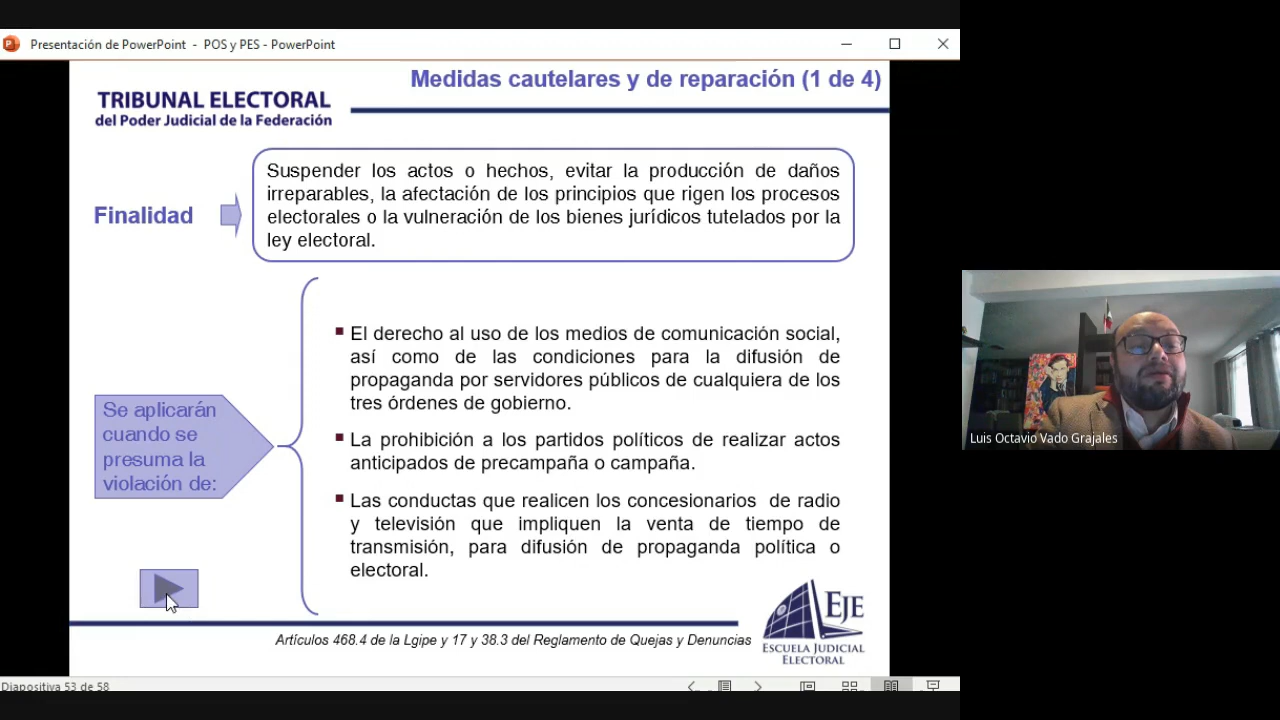 Presentación de PowerPoint - POS y PES - PowerPoint
Medidas cautelares y de reparación (1 de 4)
TRIBUNAL ELECTORAL
del Poder Judicial de la Federación
Finalidad
Suspender los actos o hechos, evitar la producción de daños
irreparables, la afectación de los principios que rigen los procesos
electorales o la vulneración de los bienes jurídicos tutelados por la
ley electoral.
Se aplicarán
cuando se
presuma la
violación de:
El derecho al uso de los medios de comunicación social,
así como de las condiciones para la difusión de
propaganda por servidores públicos de cualquiera de los
tres órdenes de gobierno.
La prohibición a los partidos políticos de realizar actos
anticipados de precampaña o campaña.
Las conductas que realicen los concesionarios de radio
y televisión que impliquen la venta de tiempo de
transmisión, para difusión de propaganda política o
electoral.
Artículos 468.4 de la Lgipe y 17 y 38.3 del Reglamento de Quejas y Denuncias
EJE
ESCUELA JUDICIAL
ELECTORAL
Diapositiva 53 de 58
Luis Octavio Vado Grajales